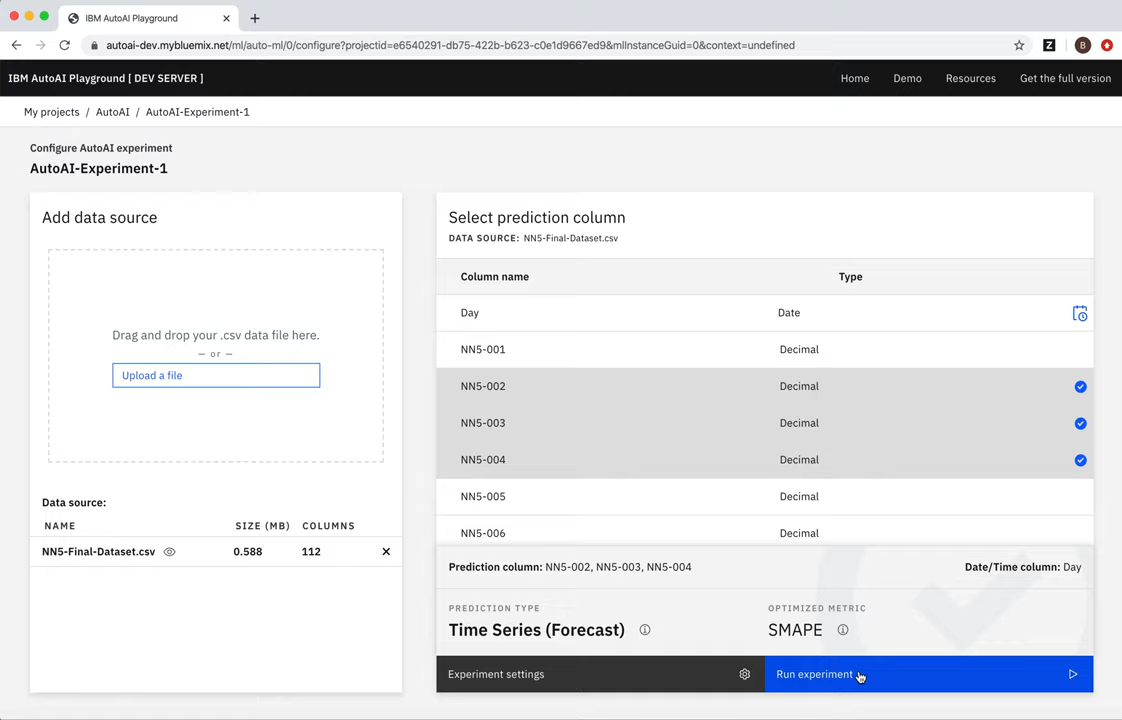 IBM AutoAI Playground
autoai-dev.mybluemix.net/ml/auto-ml/0/configure?projectid=e6540291-db75-422b-b623-c0e1d9667ed9&mlInstanceGuid=0&context=undefined
Z
B
IBM AutoAI Playground [ DEV SERVER ]
Home Demo Resources Get the full version
My projects / AutoAI / AutoAI-Experiment-1
Configure AutoAI experiment
AutoAI-Experiment-1
Add data source
Drag and drop your .csv data file here.
— or —
Upload a file
Data source:
NAME SIZE (MB) COLUMNS
NN5-Final-Dataset.csv 0.588 112
Select prediction column
DATA SOURCE: NN5-Final-Dataset.csv
Column name Type
Day Date
NN5-001 Decimal
NN5-002 Decimal
NN5-003 Decimal
NN5-004 Decimal
NN5-005 Decimal
NN5-006 Decimal
Prediction column: NN5-002, NN5-003, NN5-004 Date/Time column: Day
PREDICTION TYPE OPTIMIZED METRIC
Time Series (Forecast) SMAPE
Experiment settings Run experiment